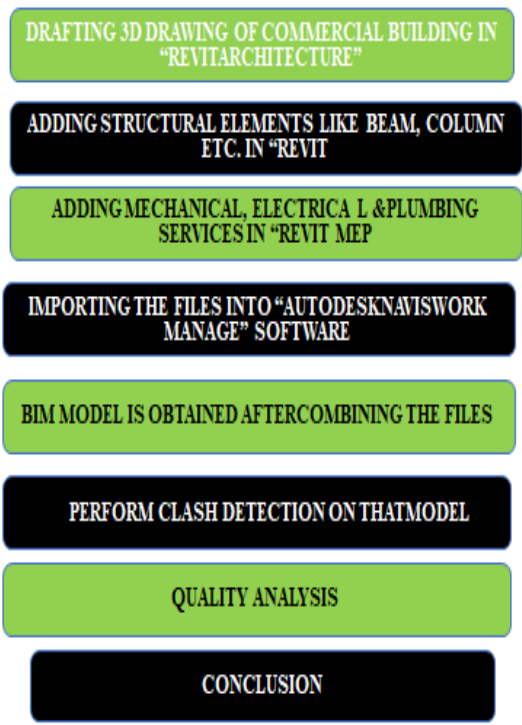 DRAFTING 3D DRAWING OF COMMERCIAL BUILDING IN
“REVITARCHITECTURE”
ADDING STRUCTURAL ELEMENTS LIKE BEAM, COLUMN
ETC. IN “REVIT
ADDING MECHANICAL, ELECTRICA L &PLUMBING
SERVICES IN “REVIT MEP
IMPORTING THE FILES INTO “AUTODESKNAVISWORK
MANAGE” SOFTWARE
BIM MODEL IS OBTAINED AFTERCOMBINING THE FILES
PERFORM CLASH DETECTION ON THATMODEL
QUALITY ANALYSIS
CONCLUSION